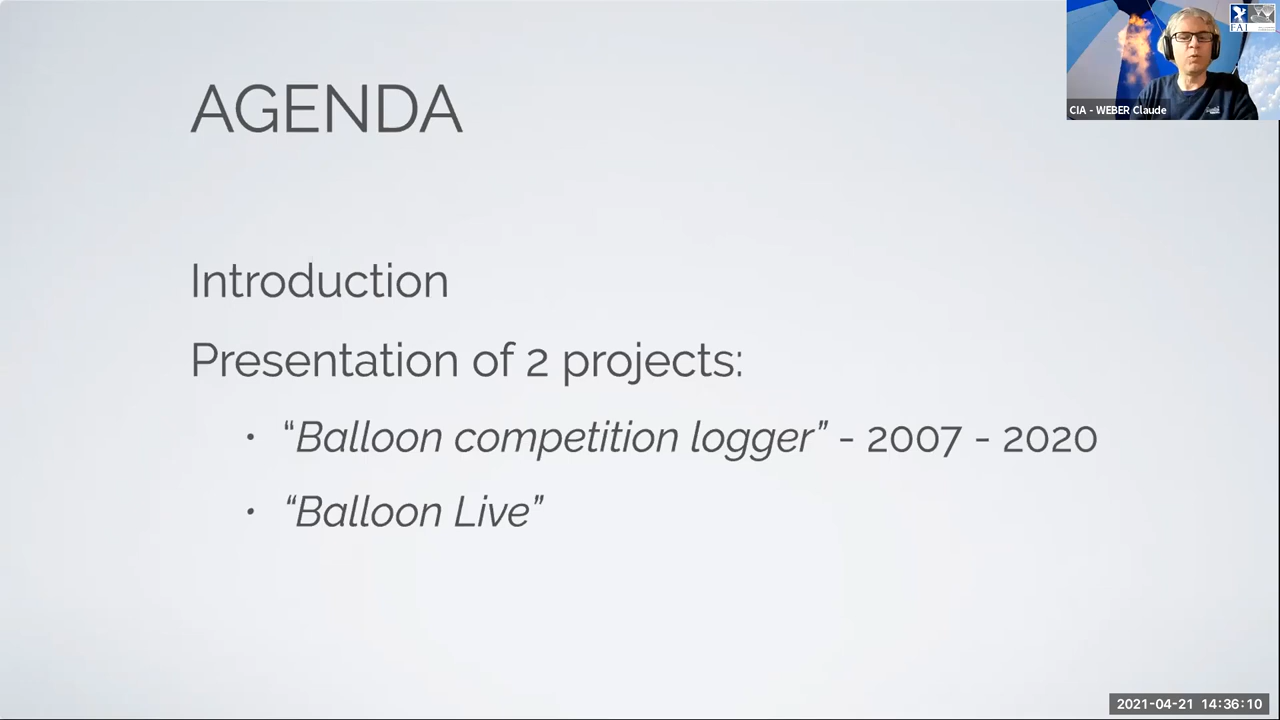 AGENDA
FAI
CIA - WEBER Claude
Introduction
Presentation of 2 projects:
• “Balloon competition logger” - 2007 - 2020
• “Balloon Live”
2021-04-21 14:36:10